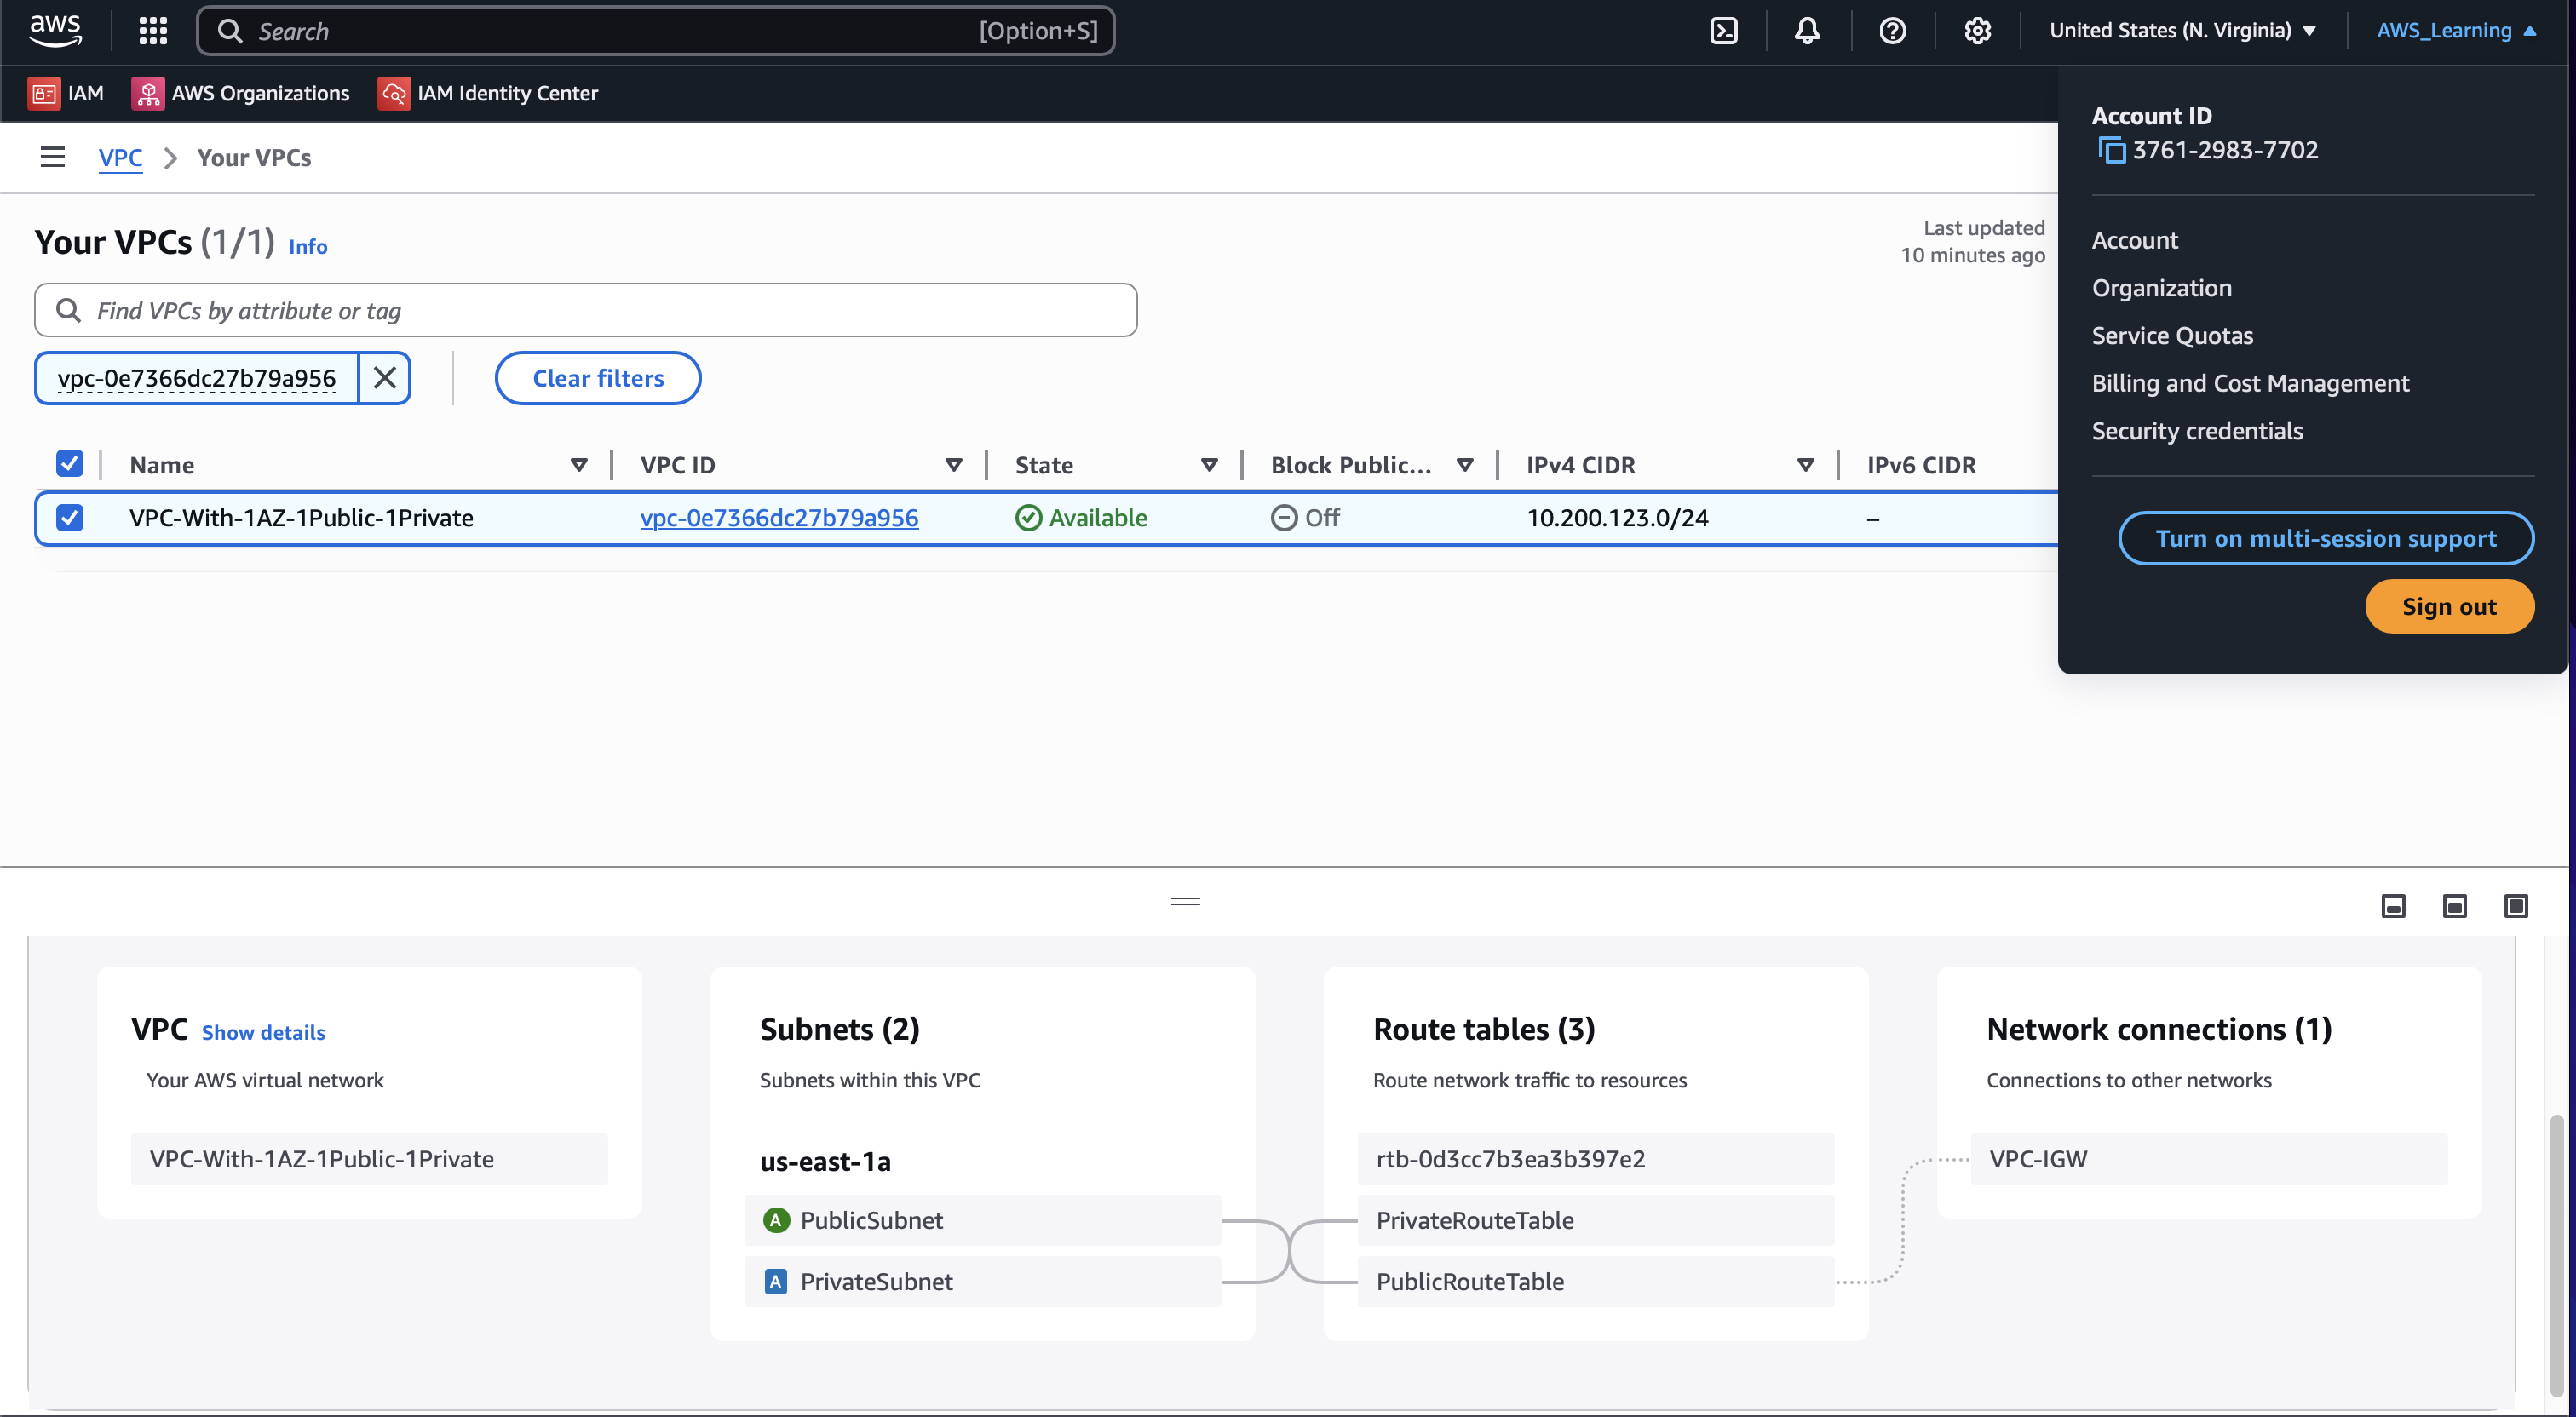 aws
Search [Option+S]
United States (N. Virginia)
AWS_Learning
IAM
AWS Organizations
IAM Identity Center
VPC
Your VPCs
Account ID
3761-2983-7702
Account
Organization
Service Quotas
Billing and Cost Management
Security credentials
Turn on multi-session support
Sign out
Your VPCs (1/1) Info
Last updated
10 minutes ago
Find VPCs by attribute or tag
vpc-0e7366dc27b79a956
Clear filters
Name VPC ID State Block Public... IPv4 CIDR IPv6 CIDR
VPC-With-1AZ-1Public-1Private vpc-0e7366dc27b79a956 Available Off 10.200.123.0/24 –
VPC Show details
Your AWS virtual network
VPC-With-1AZ-1Public-1Private
Subnets (2)
Subnets within this VPC
us-east-1a
A PublicSubnet
A PrivateSubnet
Route tables (3)
Route network traffic to resources
rtb-0d3cc7b3ea3b397e2
PrivateRouteTable
PublicRouteTable
Network connections (1)
Connections to other networks
VPC-IGW